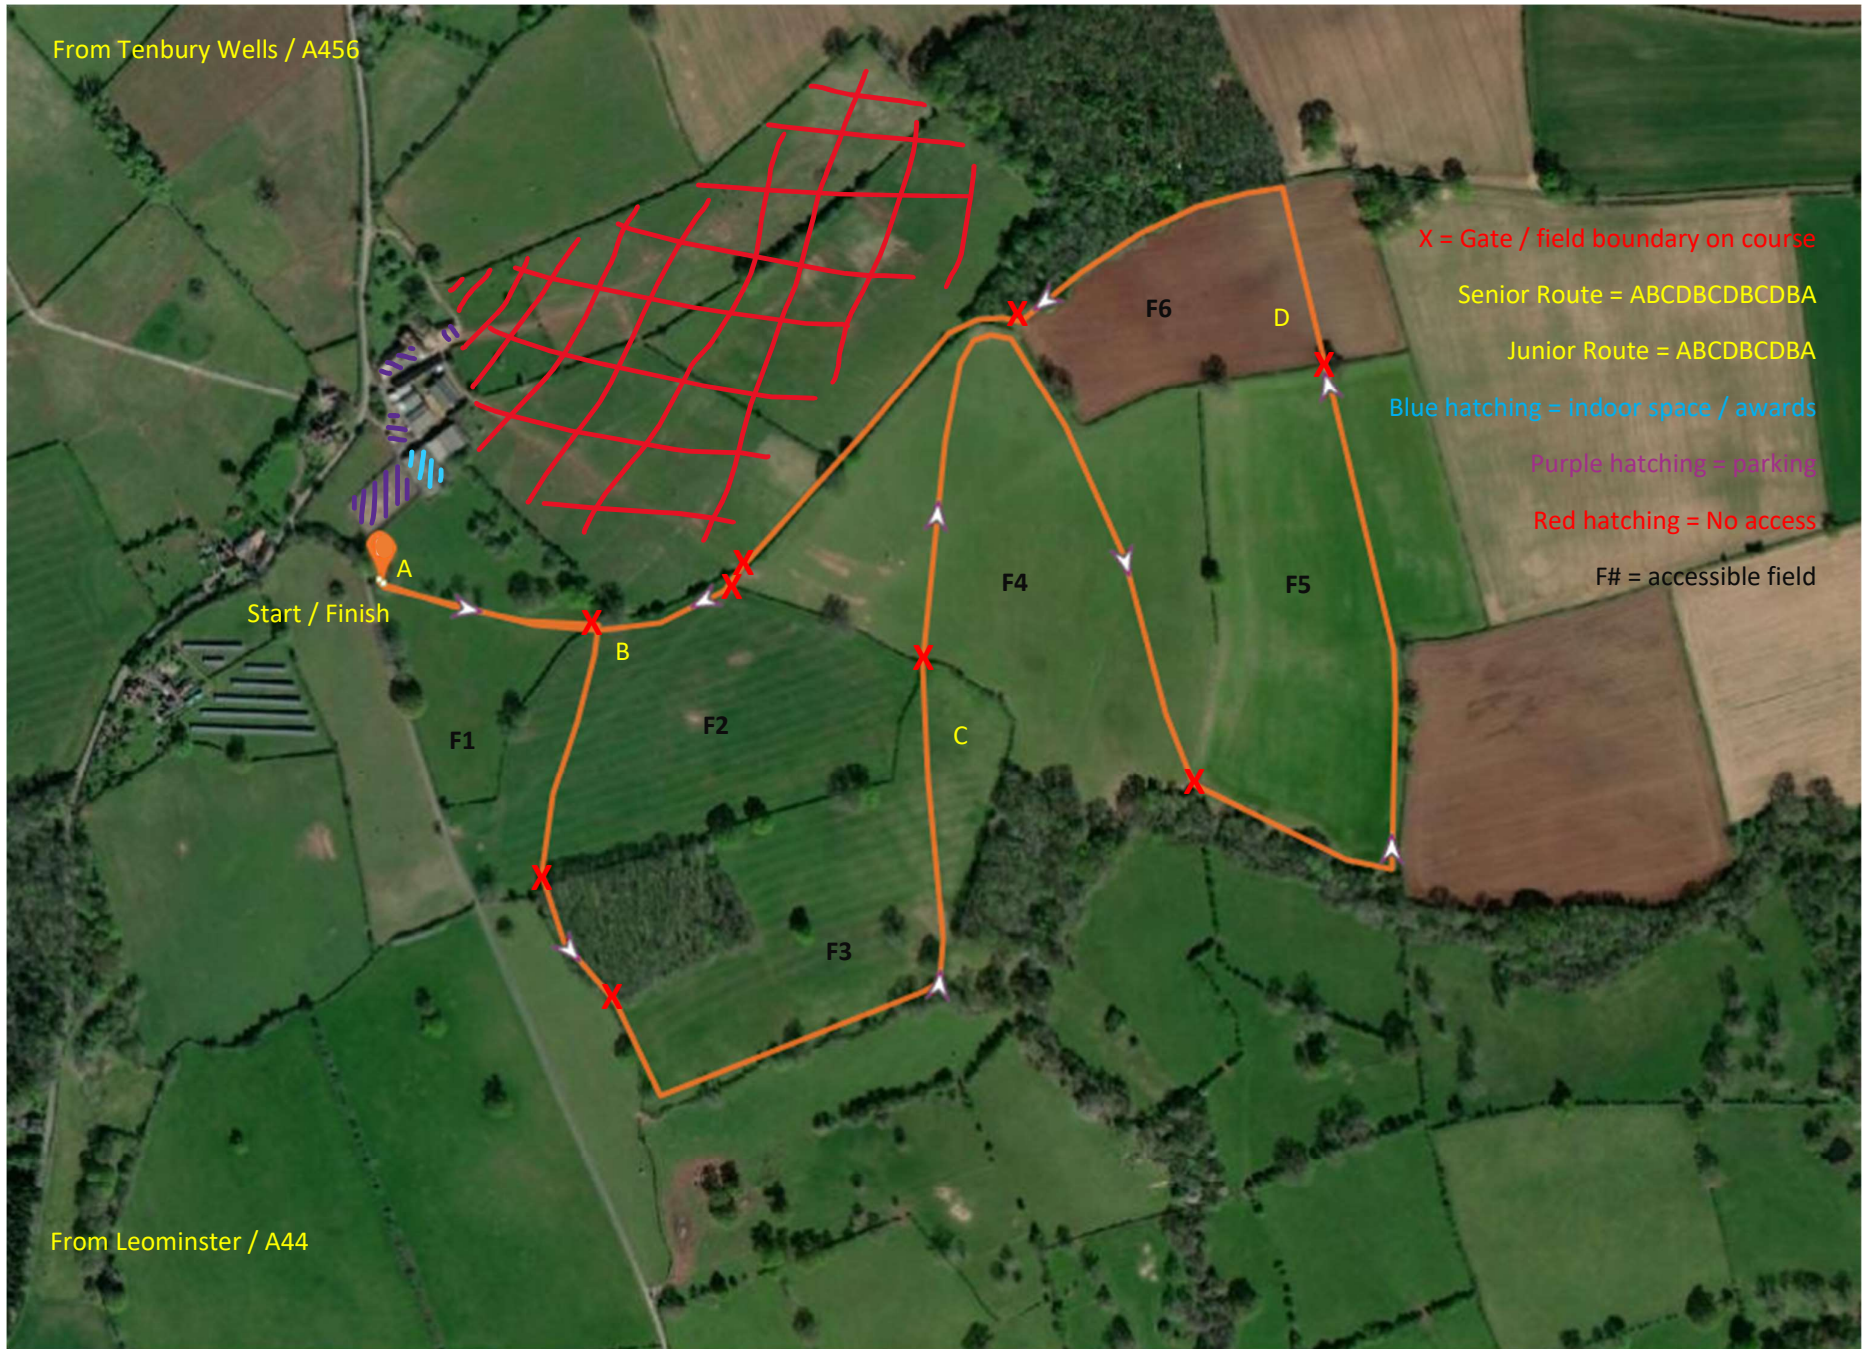 From Tenbury Wells / A456
X = Gate / field boundary on course
Senior Route = ABCDBCDBCDBA
Junior Route = ABCDBCDBA
Blue hatching = indoor space / awards
Purple hatching = parking
Red hatching = No access
F# = accessible field
X
F6
D
X
X
X
A
F4
F5
Start / Finish
X
X
B
X
F2
C
F1
X
X
F3
X
From Leominster / A44